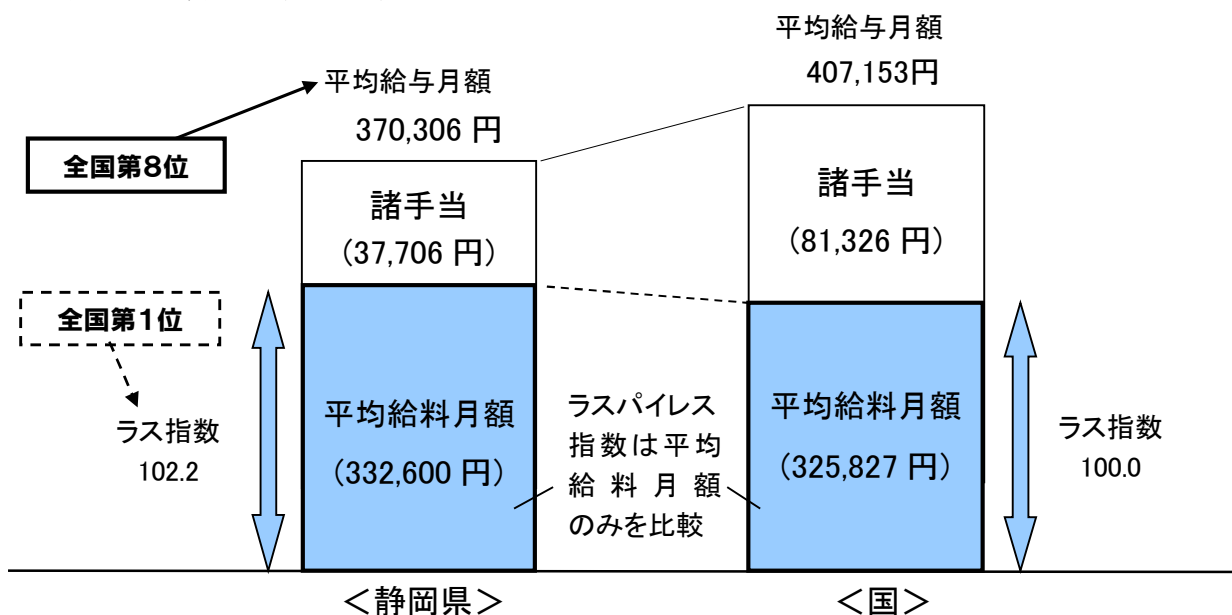 平均給与月額
407,153円
平均給与月額
370,306 円
全国第8位
諸手当
(37,706 円)
諸手当
(81,326 円)
全国第1位
ラス指数
102.2
平均給料月額
(332,600 円)
ラスパイレス
指数は平均
給料月額
のみを比較
平均給料月額
(325,827 円)
ラス指数
100.0
＜静岡県＞
＜国＞